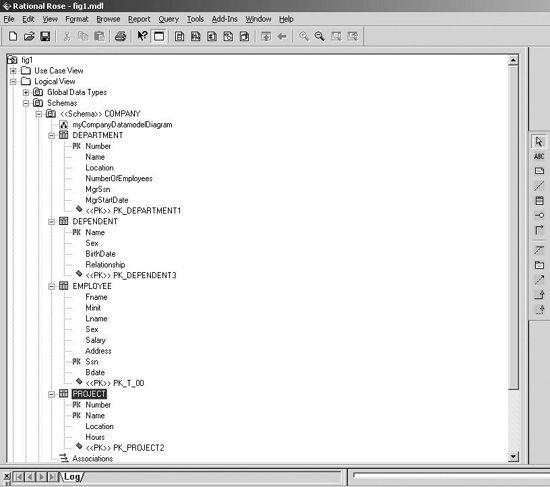 Rational Rose - fig1.mdl
File Edit View Format Browse Report Query Tools Add-Ins Window Help
fig1
Use Case View
Logical View
Global Data Types
Schemas
<<Schema>> COMPANY
myCompanyDatamodelDiagram
DEPARTMENT
PK Number
Name
Location
NumberOfEmployees
MgrSsn
MgrStartDate
<<PK>> PK_DEPARTMENT1
DEPENDENT
PK Name
Sex
BirthDate
Relationship
<<PK>> PK_DEPENDENT3
EMPLOYEE
Fname
Minit
Lname
Sex
Salary
Address
PK Ssn
Bdate
<<PK>> PK_T_00
PROJECT
PK Number
PK Name
Location
Hours
<<PK>> PK_PROJECT2
Associations
Log
ABC